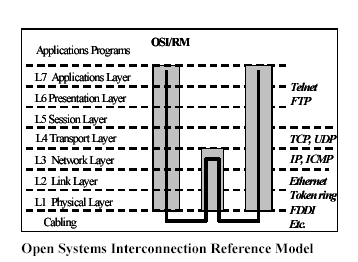 OSI/RM
Applications Programs
L7 Applications Layer
Telnet
L6 Presentation Layer
FTP
L5 Session Layer
L4 Transport Layer
TCP, UDP
L3 Network Layer
IP, ICMP
L2 Link Layer
Ethernet
Token ring
L1 Physical Layer
FDDI
Cabling
Etc.
Open Systems Interconnection Reference Model